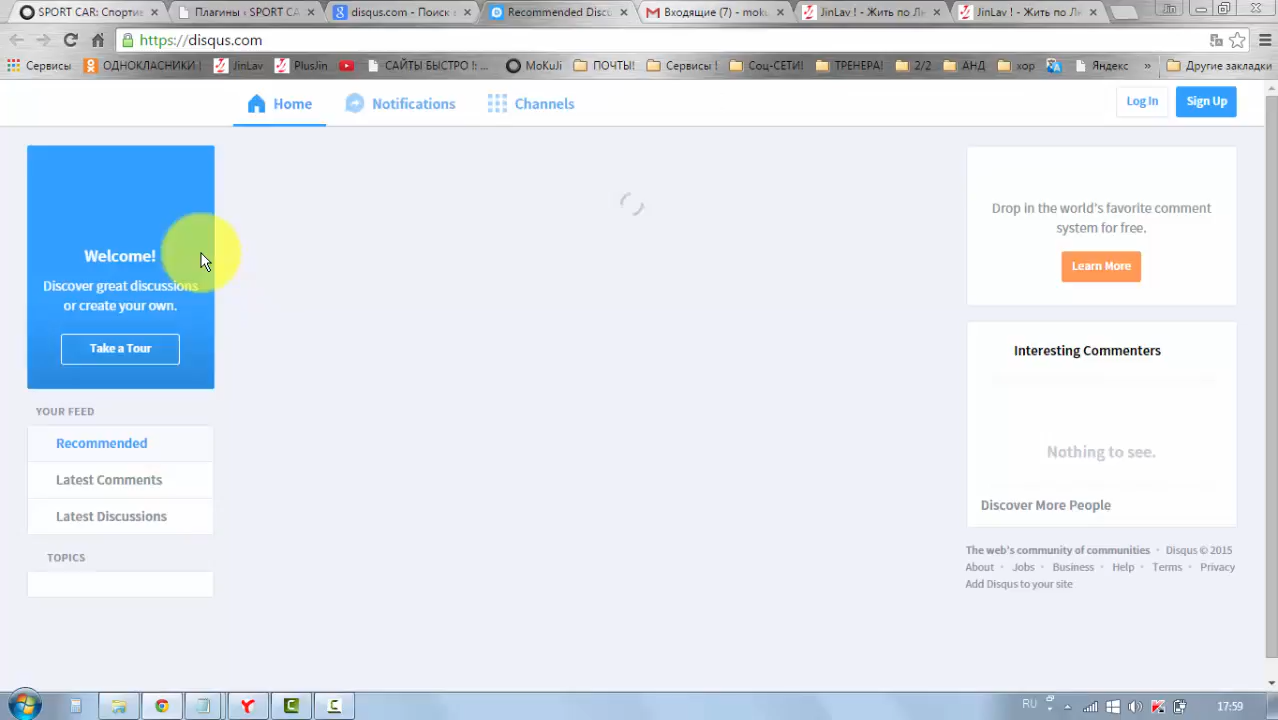 SPORT CAR: Спорти
Плагины ‹ SPORT CA
disqus.com - Поиск
Recommended Discu
Входящие (7) - moku
JinLav ! - Жить по Лю
JinLav ! - Жить по Лю
https://disqus.com
Сервисы
ОДНОКЛАСНИКИ
JinLav
PlusJin
САЙТЫ БЫСТРО !: ...
MoKuJi
ПОЧТЫ!
Сервисы !
Соц-СЕТИ!
ТРЕНЕРА!
2/2
АНД
хор
Яндекс
»
Другие закладки
Home
Notifications
Channels
Log In
Sign Up
Welcome!
Discover great discussions
or create your own.
Take a Tour
YOUR FEED
Recommended
Latest Comments
Latest Discussions
TOPICS
Drop in the world's favorite comment
system for free.
Learn More
Interesting Commenters
Nothing to see.
Discover More People
The web's community of communities • Disqus © 2015
About • Jobs • Business • Help • Terms • Privacy
Add Disqus to your site
RU
17:59